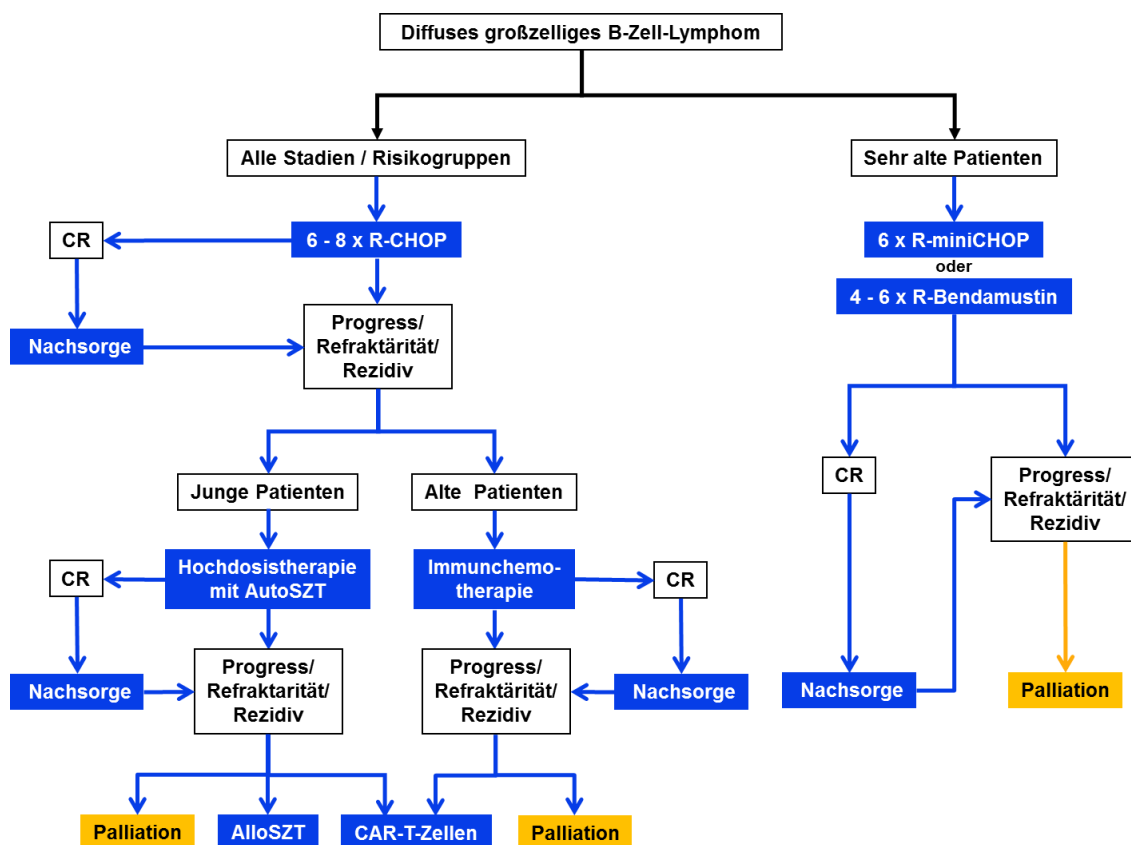 Diffuses großzelliges B-Zell-Lymphom
Alle Stadien / Risikogruppen
Sehr alte Patienten
CR
6 - 8 x R-CHOP
6 x R-miniCHOP
oder
4 - 6 x R-Bendamustin
Nachsorge
Progress/
Refraktärität/
Rezidiv
Junge Patienten
Alte Patienten
CR
Progress/
Refraktärität/
Rezidiv
CR
Hochdosistherapie
mit AutoSZT
Immunchemo-
therapie
CR
Nachsorge
Progress/
Refraktarität/
Rezidiv
Progress/
Refraktärität/
Rezidiv
Nachsorge
Nachsorge
Palliation
Palliation
AlloSZT
CAR-T-Zellen
Palliation